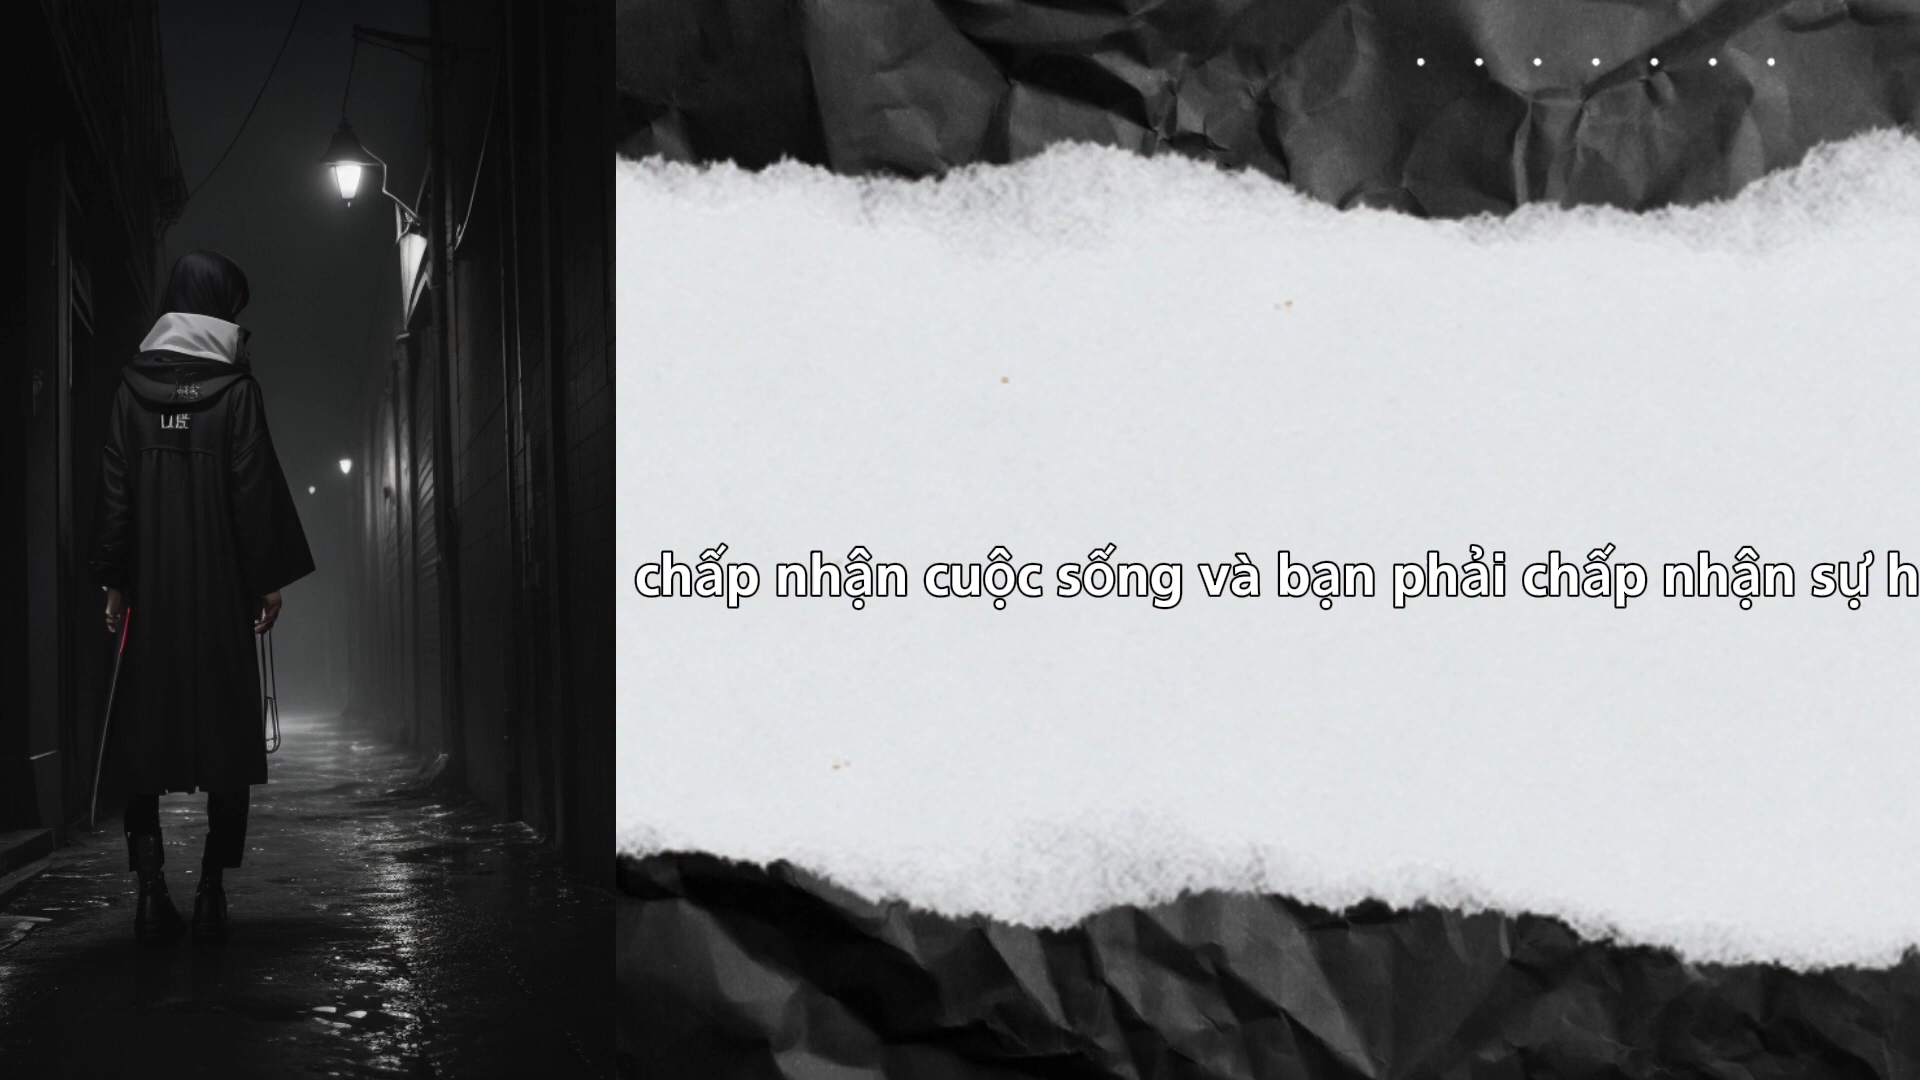 chấp nhận cuộc sống và bạn phải chấp nhận sự h